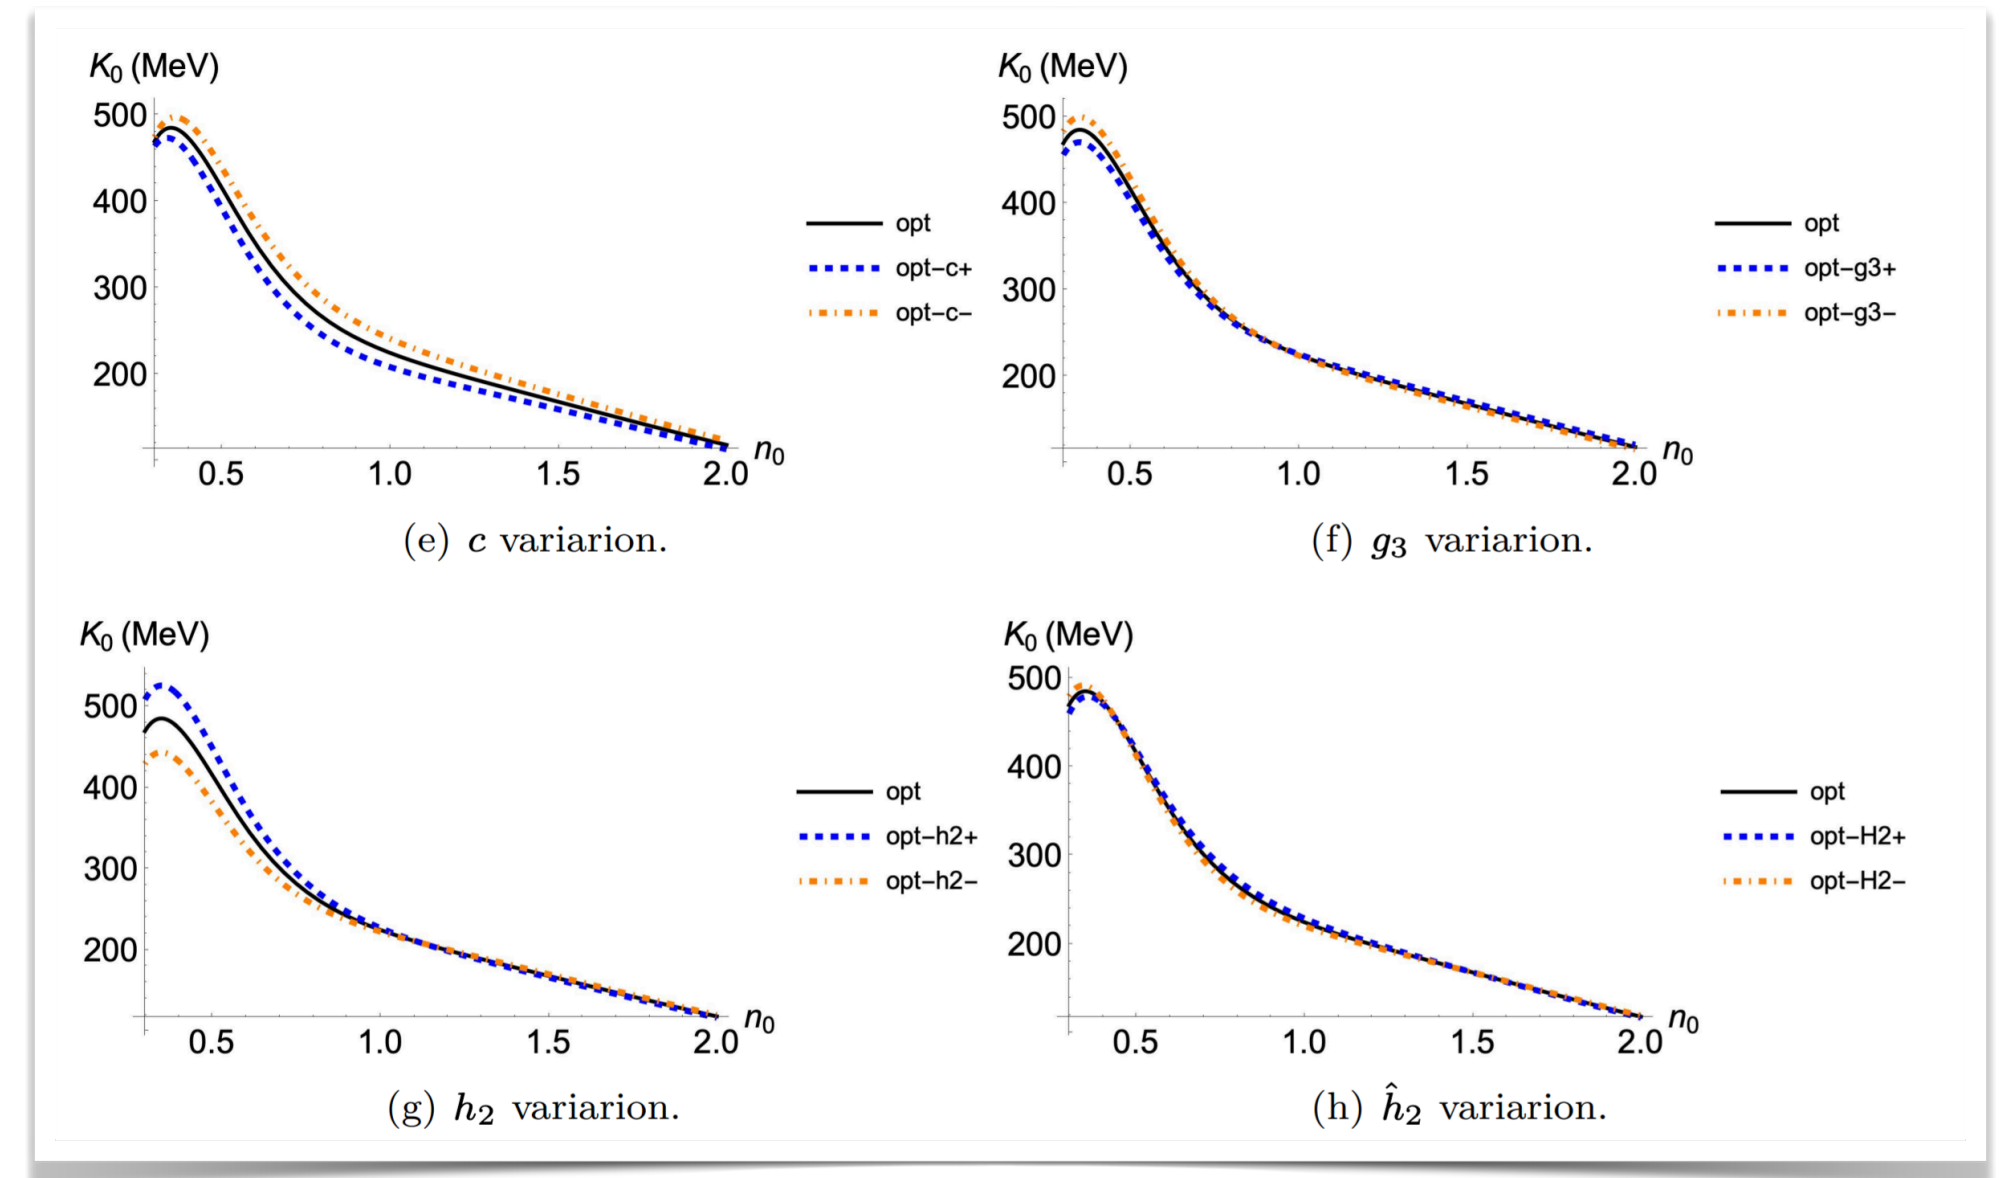 K₀ (MeV)
500
400
300
200
0.5 1.0 1.5 2.0 n₀
opt
opt–c+
opt–c–
(e) c variarion.
K₀ (MeV)
500
400
300
200
0.5 1.0 1.5 2.0 n₀
opt
opt–g3+
opt–g3–
(f) g₃ variarion.
K₀ (MeV)
500
400
300
200
0.5 1.0 1.5 2.0 n₀
opt
opt–h2+
opt–h2–
(g) h₂ variarion.
K₀ (MeV)
500
400
300
200
0.5 1.0 1.5 2.0 n₀
opt
opt–H2+
opt–H2–
(h) ĥ₂ variarion.